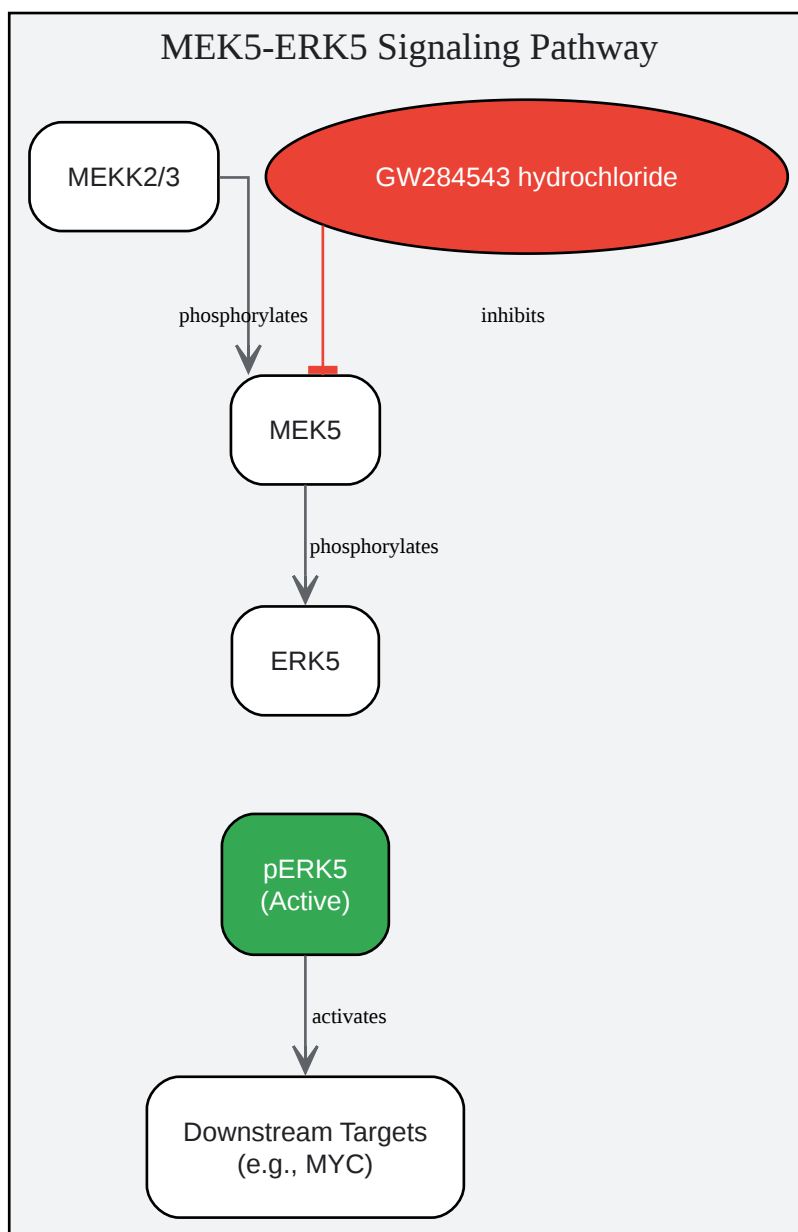 MEK5-ERK5 Signaling Pathway
MEKK2/3
GW284543 hydrochloride
phosphorylates
inhibits
MEK5
phosphorylates
ERK5
pERK5
(Active)
activates
Downstream Targets
(e.g., MYC)